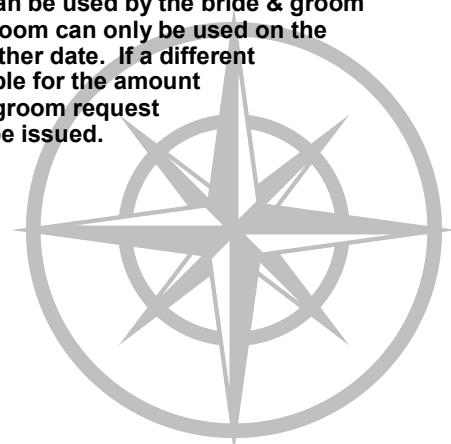 can be used by the bride & groom
room can only be used on the
ther date. If a different
ble for the amount
groom request
be issued.